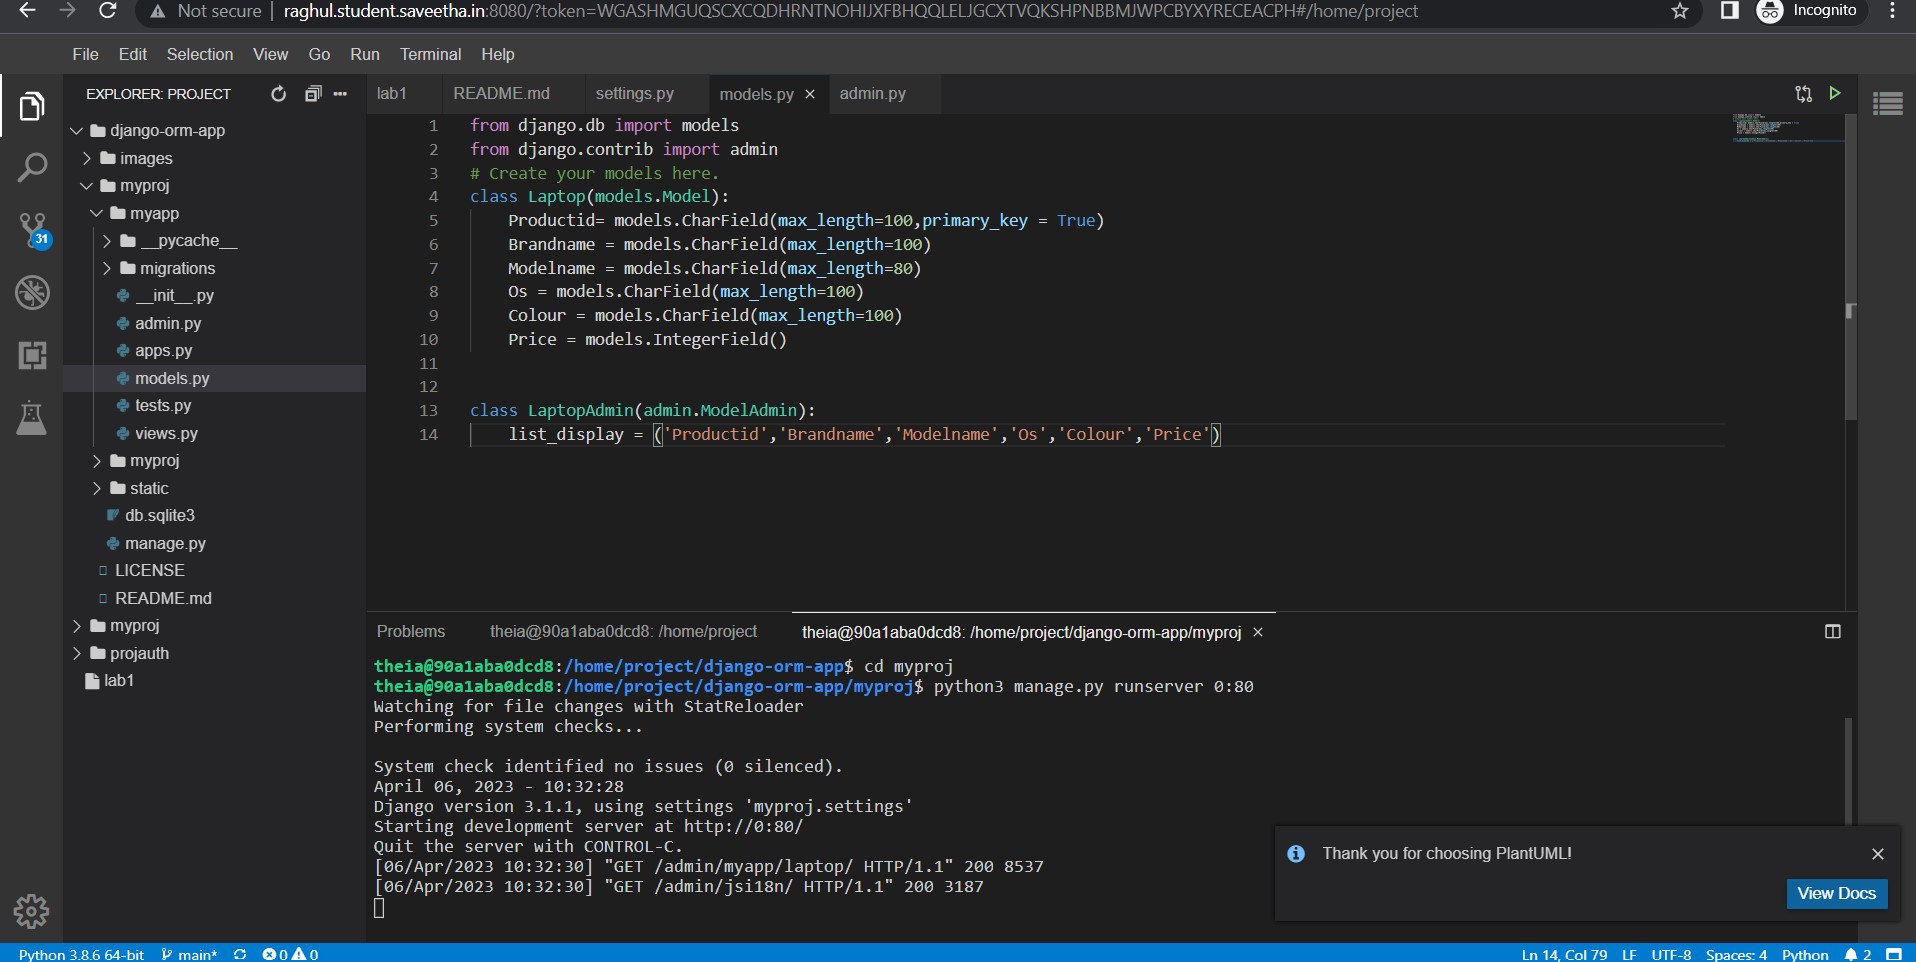 Not secure | raghul.student.saveetha.in:8080/?token=WGASHMGUQSCXCQDHRNTNOHIJXFBHQQLELJGCXTVQKSHPNBBMJWPCBYXYRECEACPH#/home/project
Incognito
File Edit Selection View Go Run Terminal Help
EXPLORER: PROJECT
lab1 README.md settings.py models.py × admin.py
django-orm-app
images
myproj
myapp
__pycache__
migrations
__init__.py
admin.py
apps.py
models.py
tests.py
views.py
myproj
static
db.sqlite3
manage.py
LICENSE
README.md
myproj
projauth
lab1
31
1 from django.db import models
2 from django.contrib import admin
3 # Create your models here.
4 class Laptop(models.Model):
5 Productid= models.CharField(max_length=100,primary_key = True)
6 Brandname = models.CharField(max_length=100)
7 Modelname = models.CharField(max_length=80)
8 Os = models.CharField(max_length=100)
9 Colour = models.CharField(max_length=100)
10 Price = models.IntegerField()
11
12
13 class LaptopAdmin(admin.ModelAdmin):
14 list_display = ('Productid','Brandname','Modelname','Os','Colour','Price')
Problems theia@90a1aba0dcd8: /home/project theia@90a1aba0dcd8: /home/project/django-orm-app/myproj ×
theia@90a1aba0dcd8:/home/project/django-orm-app$ cd myproj
theia@90a1aba0dcd8:/home/project/django-orm-app/myproj$ python3 manage.py runserver 0:80
Watching for file changes with StatReloader
Performing system checks...
System check identified no issues (0 silenced).
April 06, 2023 - 10:32:28
Django version 3.1.1, using settings 'myproj.settings'
Starting development server at http://0:80/
Quit the server with CONTROL-C.
[06/Apr/2023 10:32:30] "GET /admin/myapp/laptop/ HTTP/1.1" 200 8537
[06/Apr/2023 10:32:30] "GET /admin/jsi18n/ HTTP/1.1" 200 3187
Thank you for choosing PlantUML!
View Docs
Python 3.8.6 64-bit main* 0 0 Ln 14, Col 79 LF UTF-8 Spaces: 4 Python 2